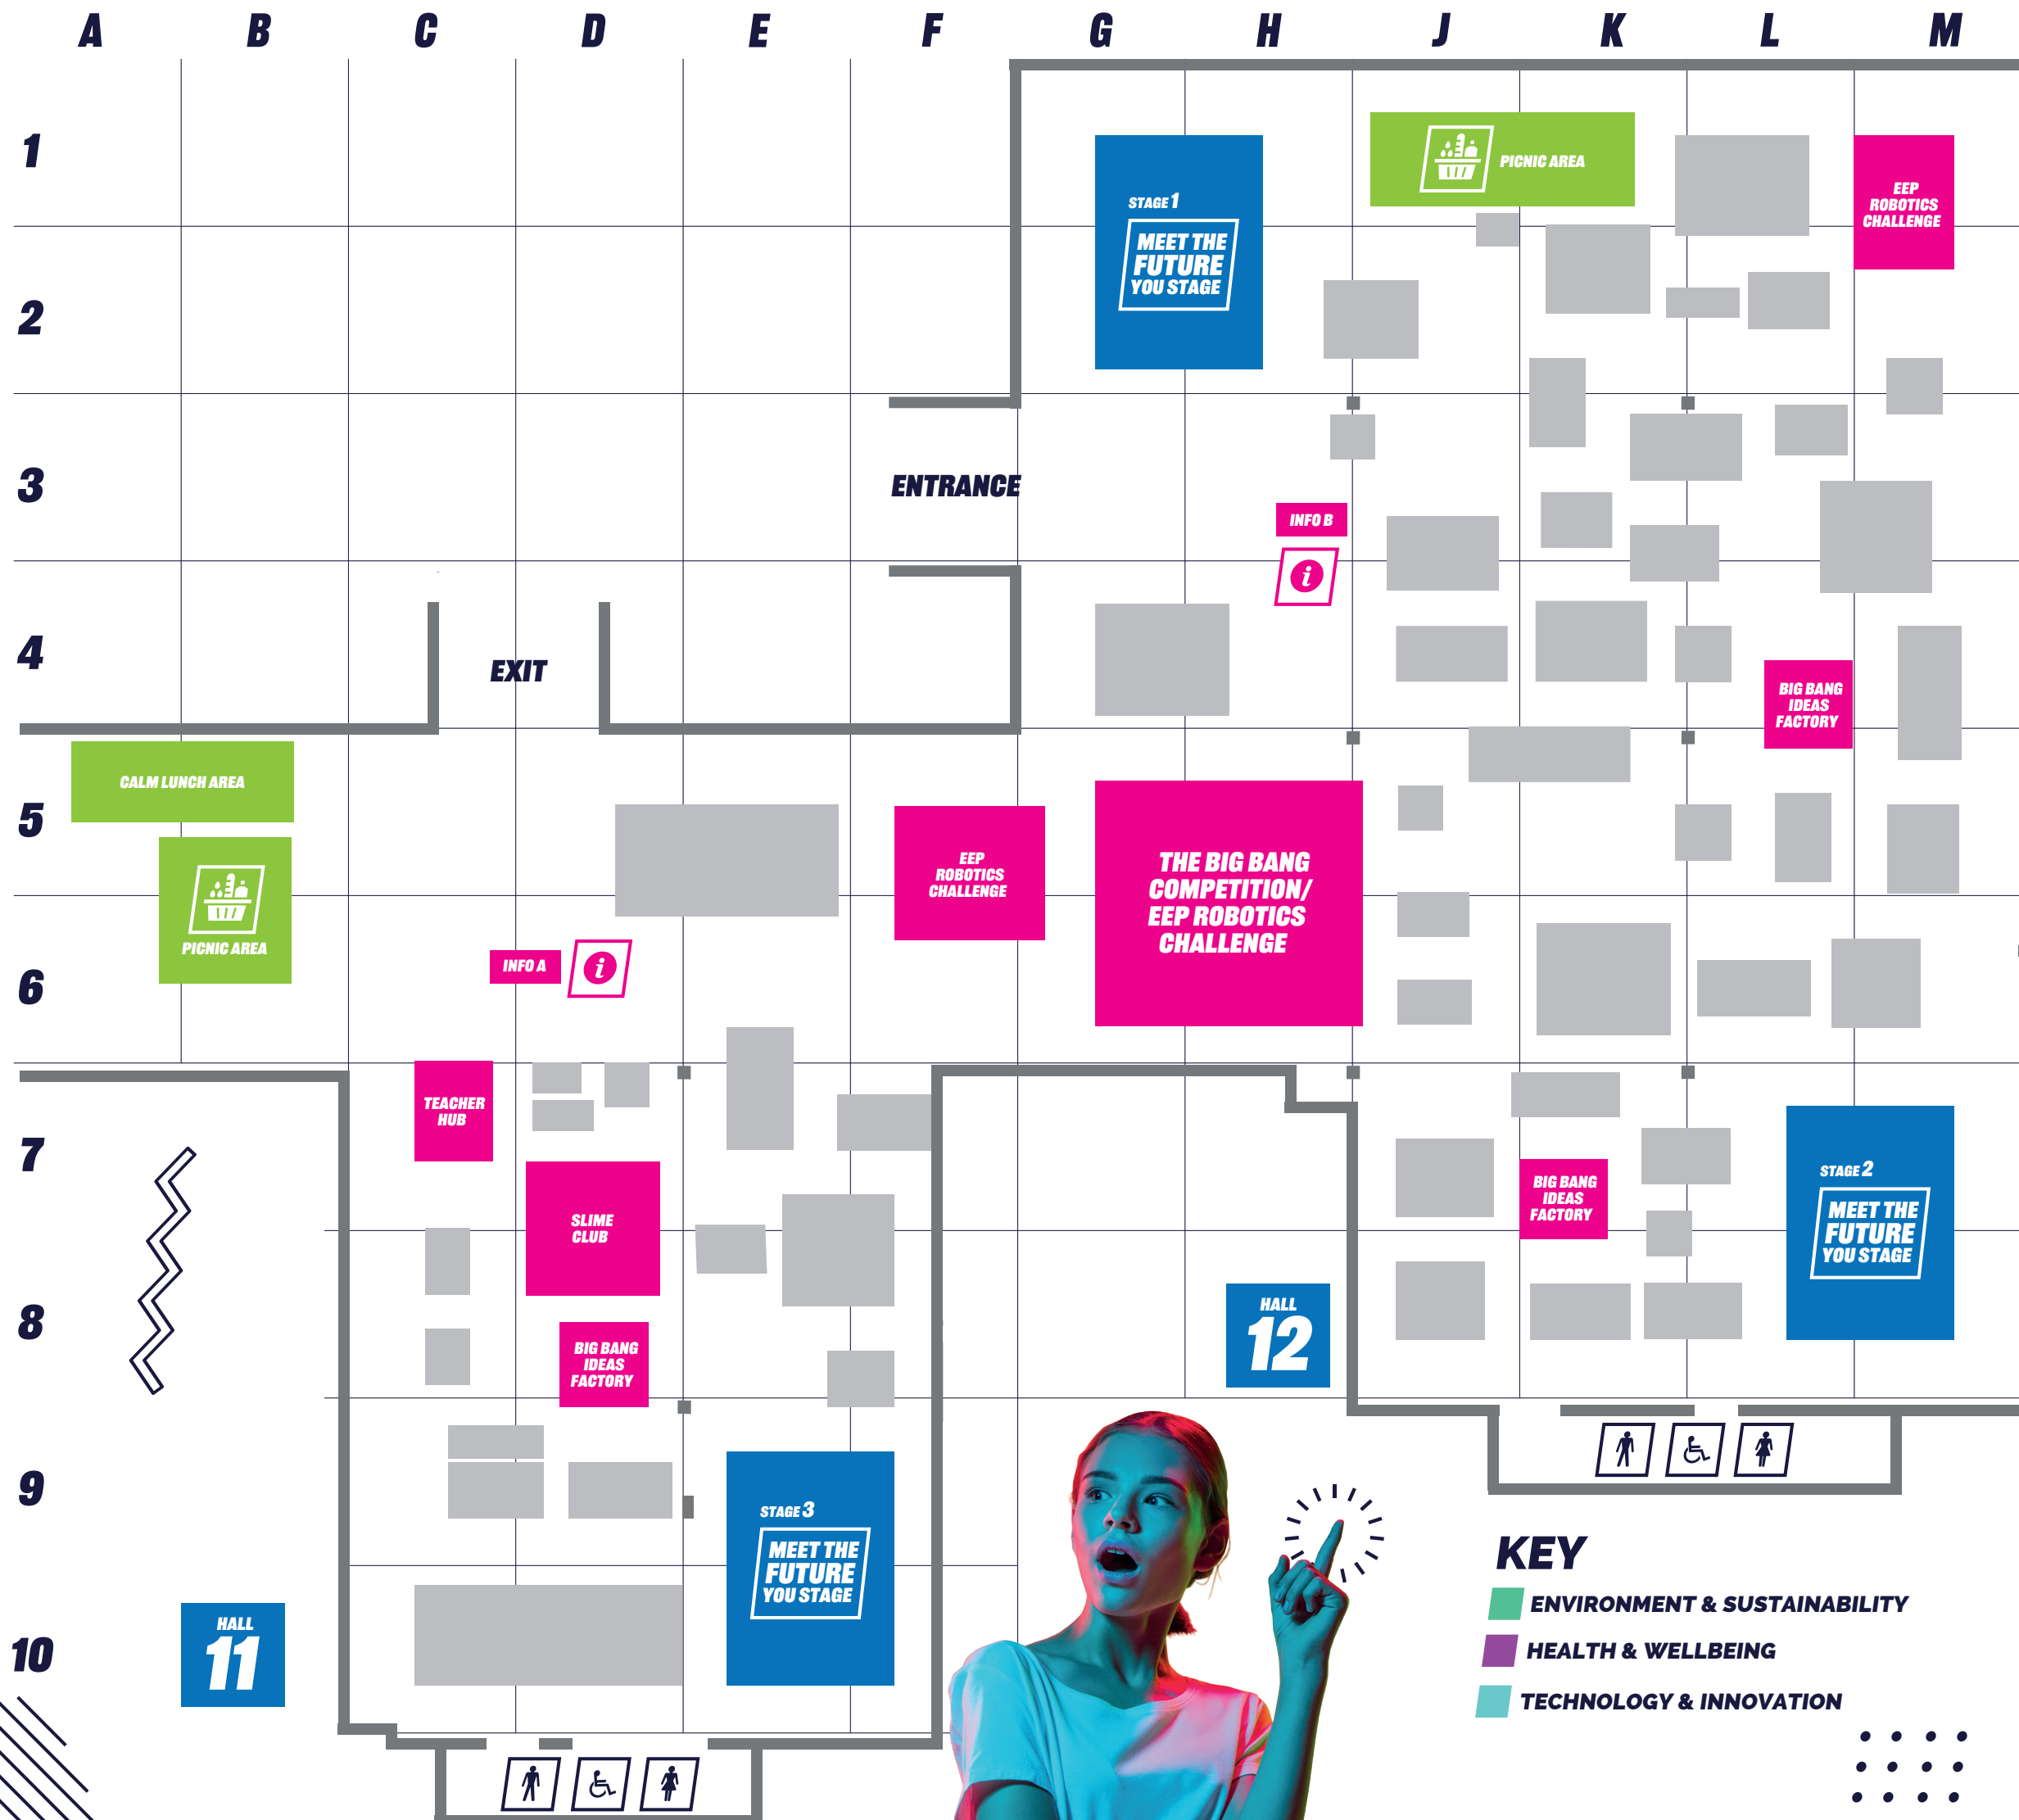 A B C D E F G H J K L M
1
2
3
4
5
6
7
8
9
10
STAGE 1
MEET THE
FUTURE
YOU STAGE
PICNIC AREA
EEP
ROBOTICS
CHALLENGE
ENTRANCE
INFO B
i
EXIT
BIG BANG
IDEAS
FACTORY
CALM LUNCH AREA
PICNIC AREA
EEP
ROBOTICS
CHALLENGE
THE BIG BANG
COMPETITION/
EEP ROBOTICS
CHALLENGE
INFO A
i
TEACHER
HUB
SLIME
CLUB
BIG BANG
IDEAS
FACTORY
BIG BANG
IDEAS
FACTORY
STAGE 2
MEET THE
FUTURE
YOU STAGE
HALL
12
STAGE 3
MEET THE
FUTURE
YOU STAGE
HALL
11
KEY
ENVIRONMENT & SUSTAINABILITY
HEALTH & WELLBEING
TECHNOLOGY & INNOVATION